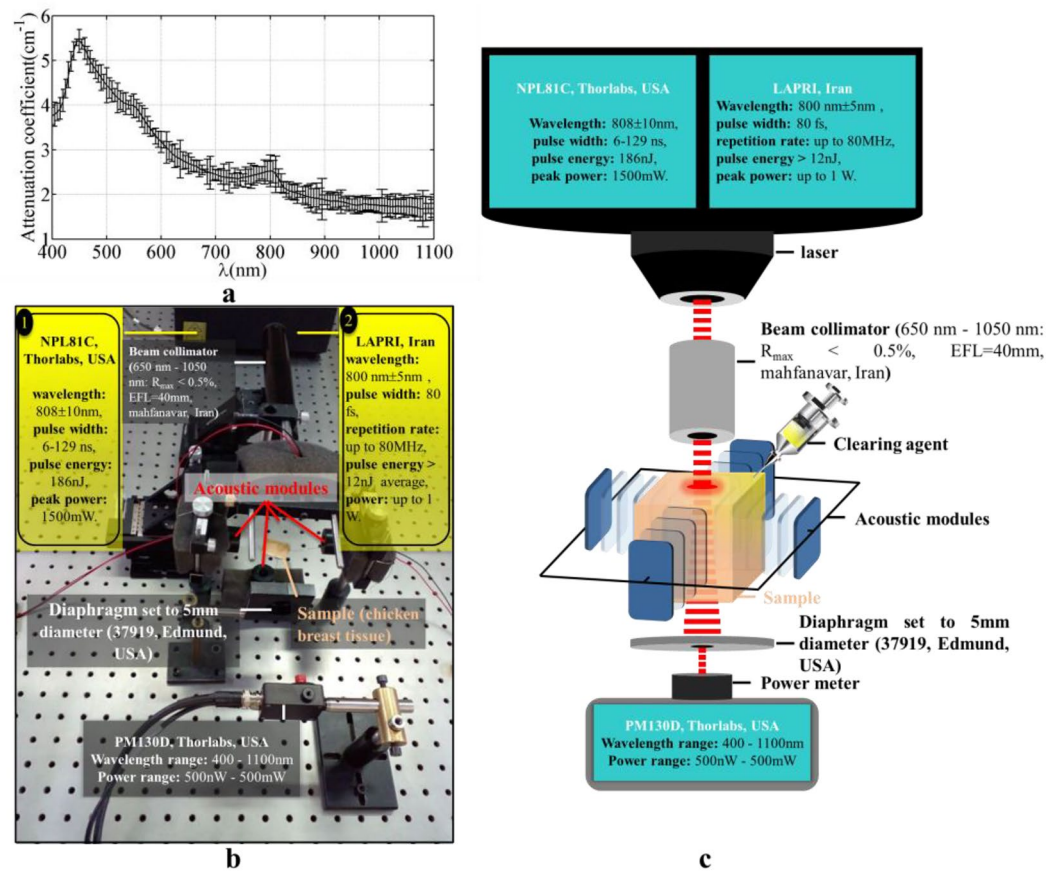 6
5
4
3
2
1
Attenuation coefficient(cm⁻¹)
400 500 600 700 800 900 1000 1100
λ(nm)
a
1
NPL81C,
Thorlabs, USA
wavelength:
808±10nm,
pulse width:
6-129 ns,
pulse energy:
186nJ,
peak power:
1500mW.
Beam collimator
(650 nm - 1050
nm: Rmax < 0.5%,
EFL=40mm,
mahfanavar, Iran)
2
LAPRI, Iran
wavelength:
800 nm±5nm ,
pulse width: 80
fs,
repetition rate:
up to 80MHz,
pulse energy >
12nJ average,
power: up to 1
W.
Acoustic modules
Diaphragm set to 5mm
diameter (37919, Edmund,
USA)
Sample (chicken
breast tissue)
PM130D, Thorlabs, USA
Wavelength range: 400 - 1100nm
Power range: 500nW - 500mW
b
NPL81C, Thorlabs, USA
Wavelength: 808±10nm,
pulse width: 6-129 ns,
pulse energy: 186nJ,
peak power: 1500mW.
LAPRI, Iran
Wavelength: 800 nm±5nm ,
pulse width: 80 fs,
repetition rate: up to 80MHz,
pulse energy > 12nJ,
peak power: up to 1 W.
laser
Beam collimator (650 nm - 1050 nm:
Rmax < 0.5%, EFL=40mm,
mahfanavar, Iran)
Clearing agent
Acoustic modules
Sample
Diaphragm set to 5mm
diameter (37919, Edmund,
USA)
Power meter
PM130D, Thorlabs, USA
Wavelength range: 400 - 1100nm
Power range: 500nW - 500mW
c